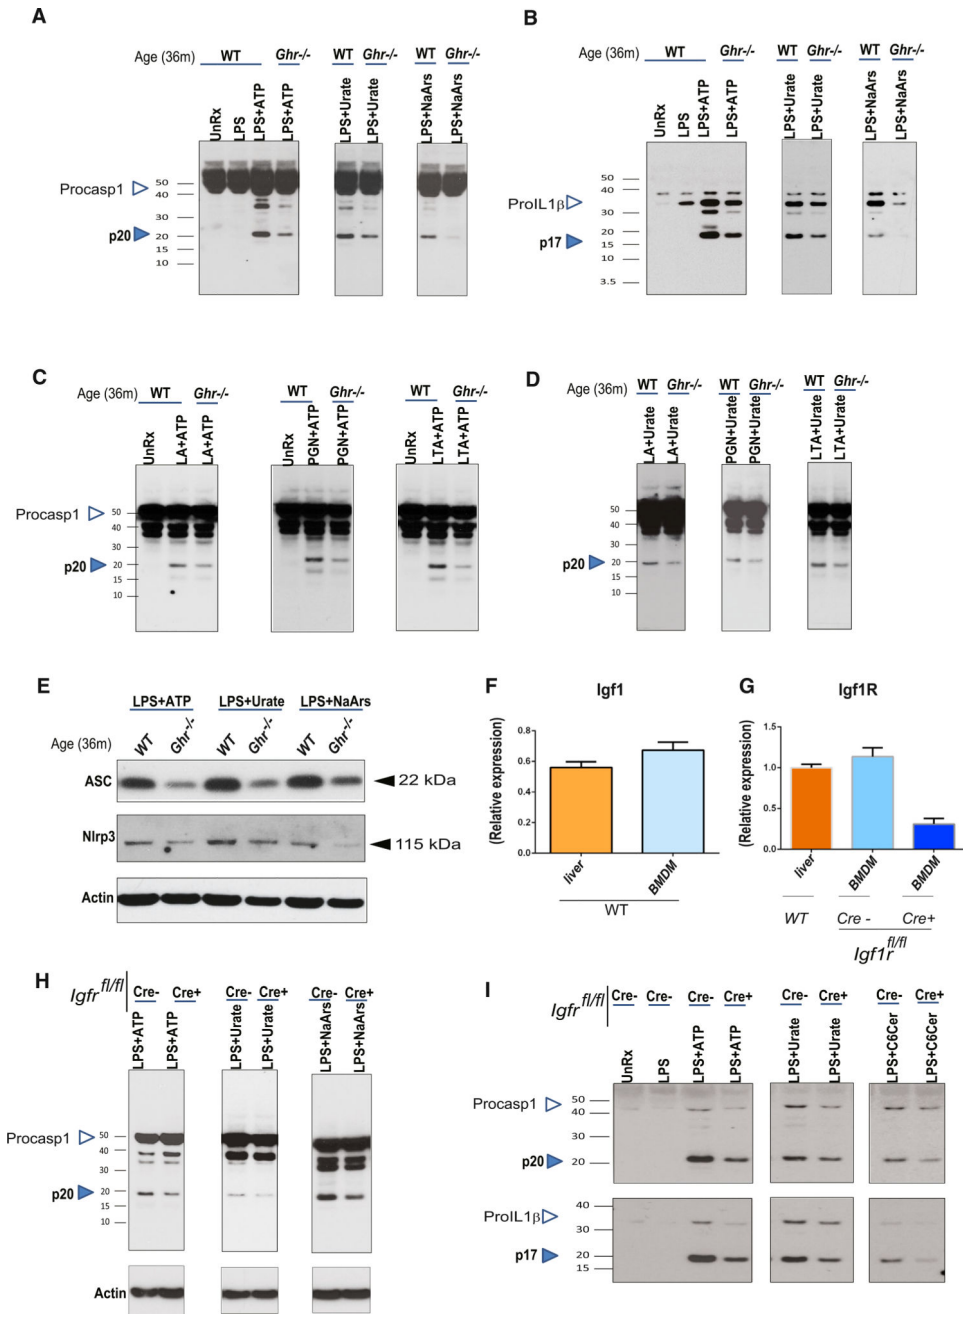 A
Age (36m) WT Ghr-/- WT Ghr-/- WT Ghr-/-
UnRx LPS LPS+ATP LPS+ATP LPS+Urate LPS+Urate LPS+NaArs LPS+NaArs
Procasp1
p20
50
40
30
20
15
10
B
Age (36m) WT Ghr-/- WT Ghr-/- WT Ghr-/-
UnRx LPS LPS+ATP LPS+ATP LPS+Urate LPS+Urate LPS+NaArs LPS+NaArs
ProIL1β
p17
50
40
30
20
15
10
3.5
C
Age (36m) WT Ghr-/- WT Ghr-/- WT Ghr-/-
UnRx LA+ATP LA+ATP UnRx PGN+ATP PGN+ATP UnRx LTA+ATP LTA+ATP
Procasp1
p20
50
40
30
20
15
10
D
Age (36m) WT Ghr-/- WT Ghr-/- WT Ghr-/-
LA+Urate LA+Urate PGN+Urate PGN+Urate LTA+Urate LTA+Urate
p20
50
40
30
20
15
10
E
LPS+ATP LPS+Urate LPS+NaArs
Age (36m) WT Ghr-/- WT Ghr-/- WT Ghr-/-
ASC 22 kDa
Nlrp3 115 kDa
Actin
F
Igf1
(Relative expression)
1.0
0.8
0.6
0.4
0.2
0.0
liver BMDM
WT
G
Igf1R
(Relative expression)
1.5
1.0
0.5
0.0
liver BMDM BMDM
WT Cre - Cre+
Igf1r fl/fl
H
Igfr fl/fl Cre- Cre+ Cre- Cre+ Cre- Cre+
LPS+ATP LPS+ATP LPS+Urate LPS+Urate LPS+NaArs LPS+NaArs
Procasp1
p20
50
40
30
20
15
10
Actin
I
Igfr fl/fl Cre- Cre- Cre- Cre+ Cre- Cre+ Cre- Cre+
UnRx LPS LPS+ATP LPS+ATP LPS+Urate LPS+Urate LPS+C6Cer LPS+C6Cer
Procasp1
p20
50
40
30
20
ProIL1β
p17
40
30
20
15